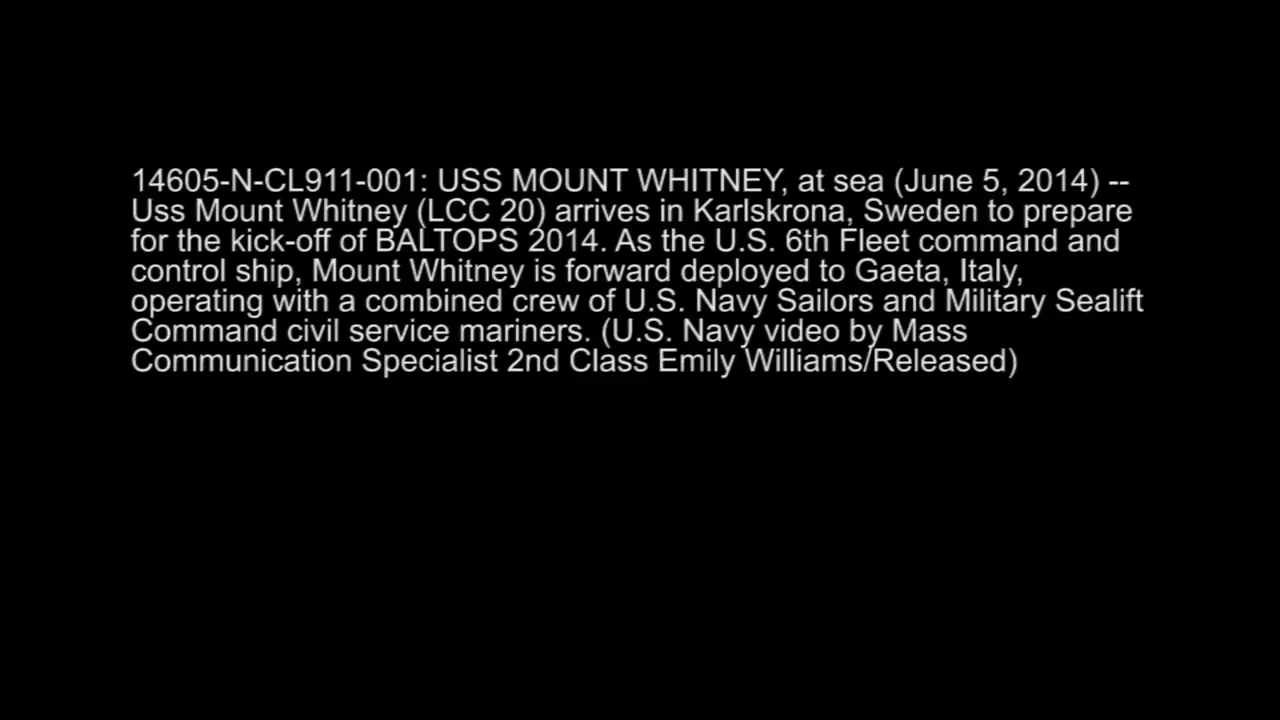 14605-N-CL911-001: USS MOUNT WHITNEY, at sea (June 5, 2014) --
Uss Mount Whitney (LCC 20) arrives in Karlskrona, Sweden to prepare
for the kick-off of BALTOPS 2014. As the U.S. 6th Fleet command and
control ship, Mount Whitney is forward deployed to Gaeta, Italy,
operating with a combined crew of U.S. Navy Sailors and Military Sealift
Command civil service mariners. (U.S. Navy video by Mass
Communication Specialist 2nd Class Emily Williams/Released)